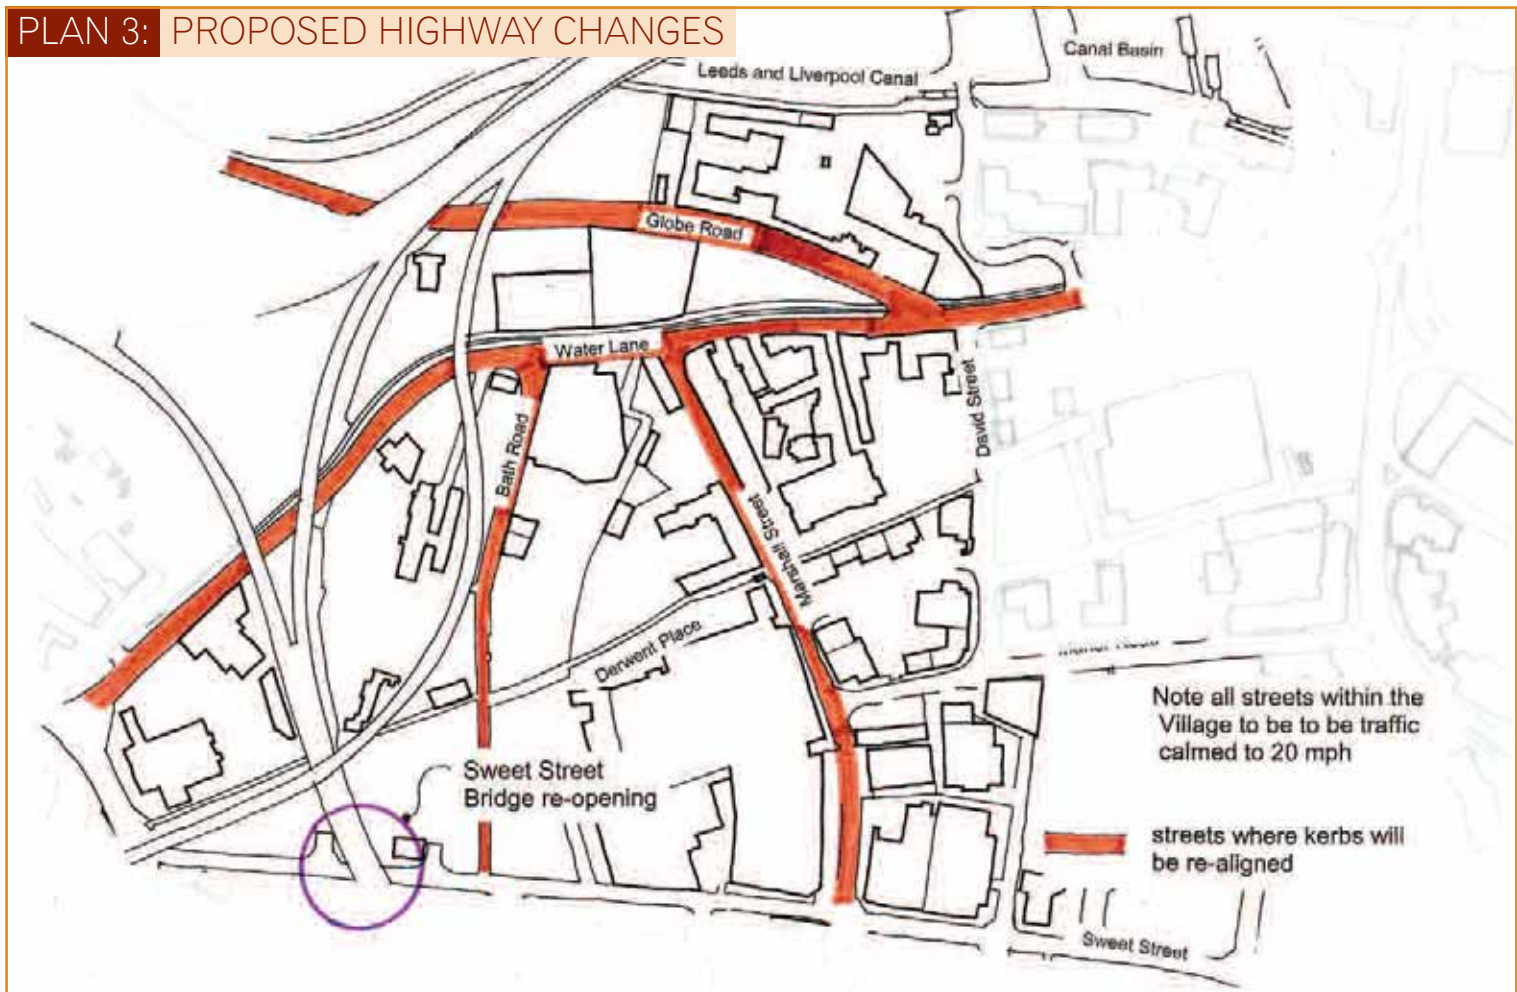 PLAN 3: PROPOSED HIGHWAY CHANGES
Canal Basin
Leeds and Liverpool Canal
Globe Road
Water Lane
David Street
Bath Road
Marshall Street
Derwent Place
Note all streets within the
Village to be to be traffic
calmed to 20 mph
Sweet Street
Bridge re-opening
streets where kerbs will
be re-aligned
Sweet Street